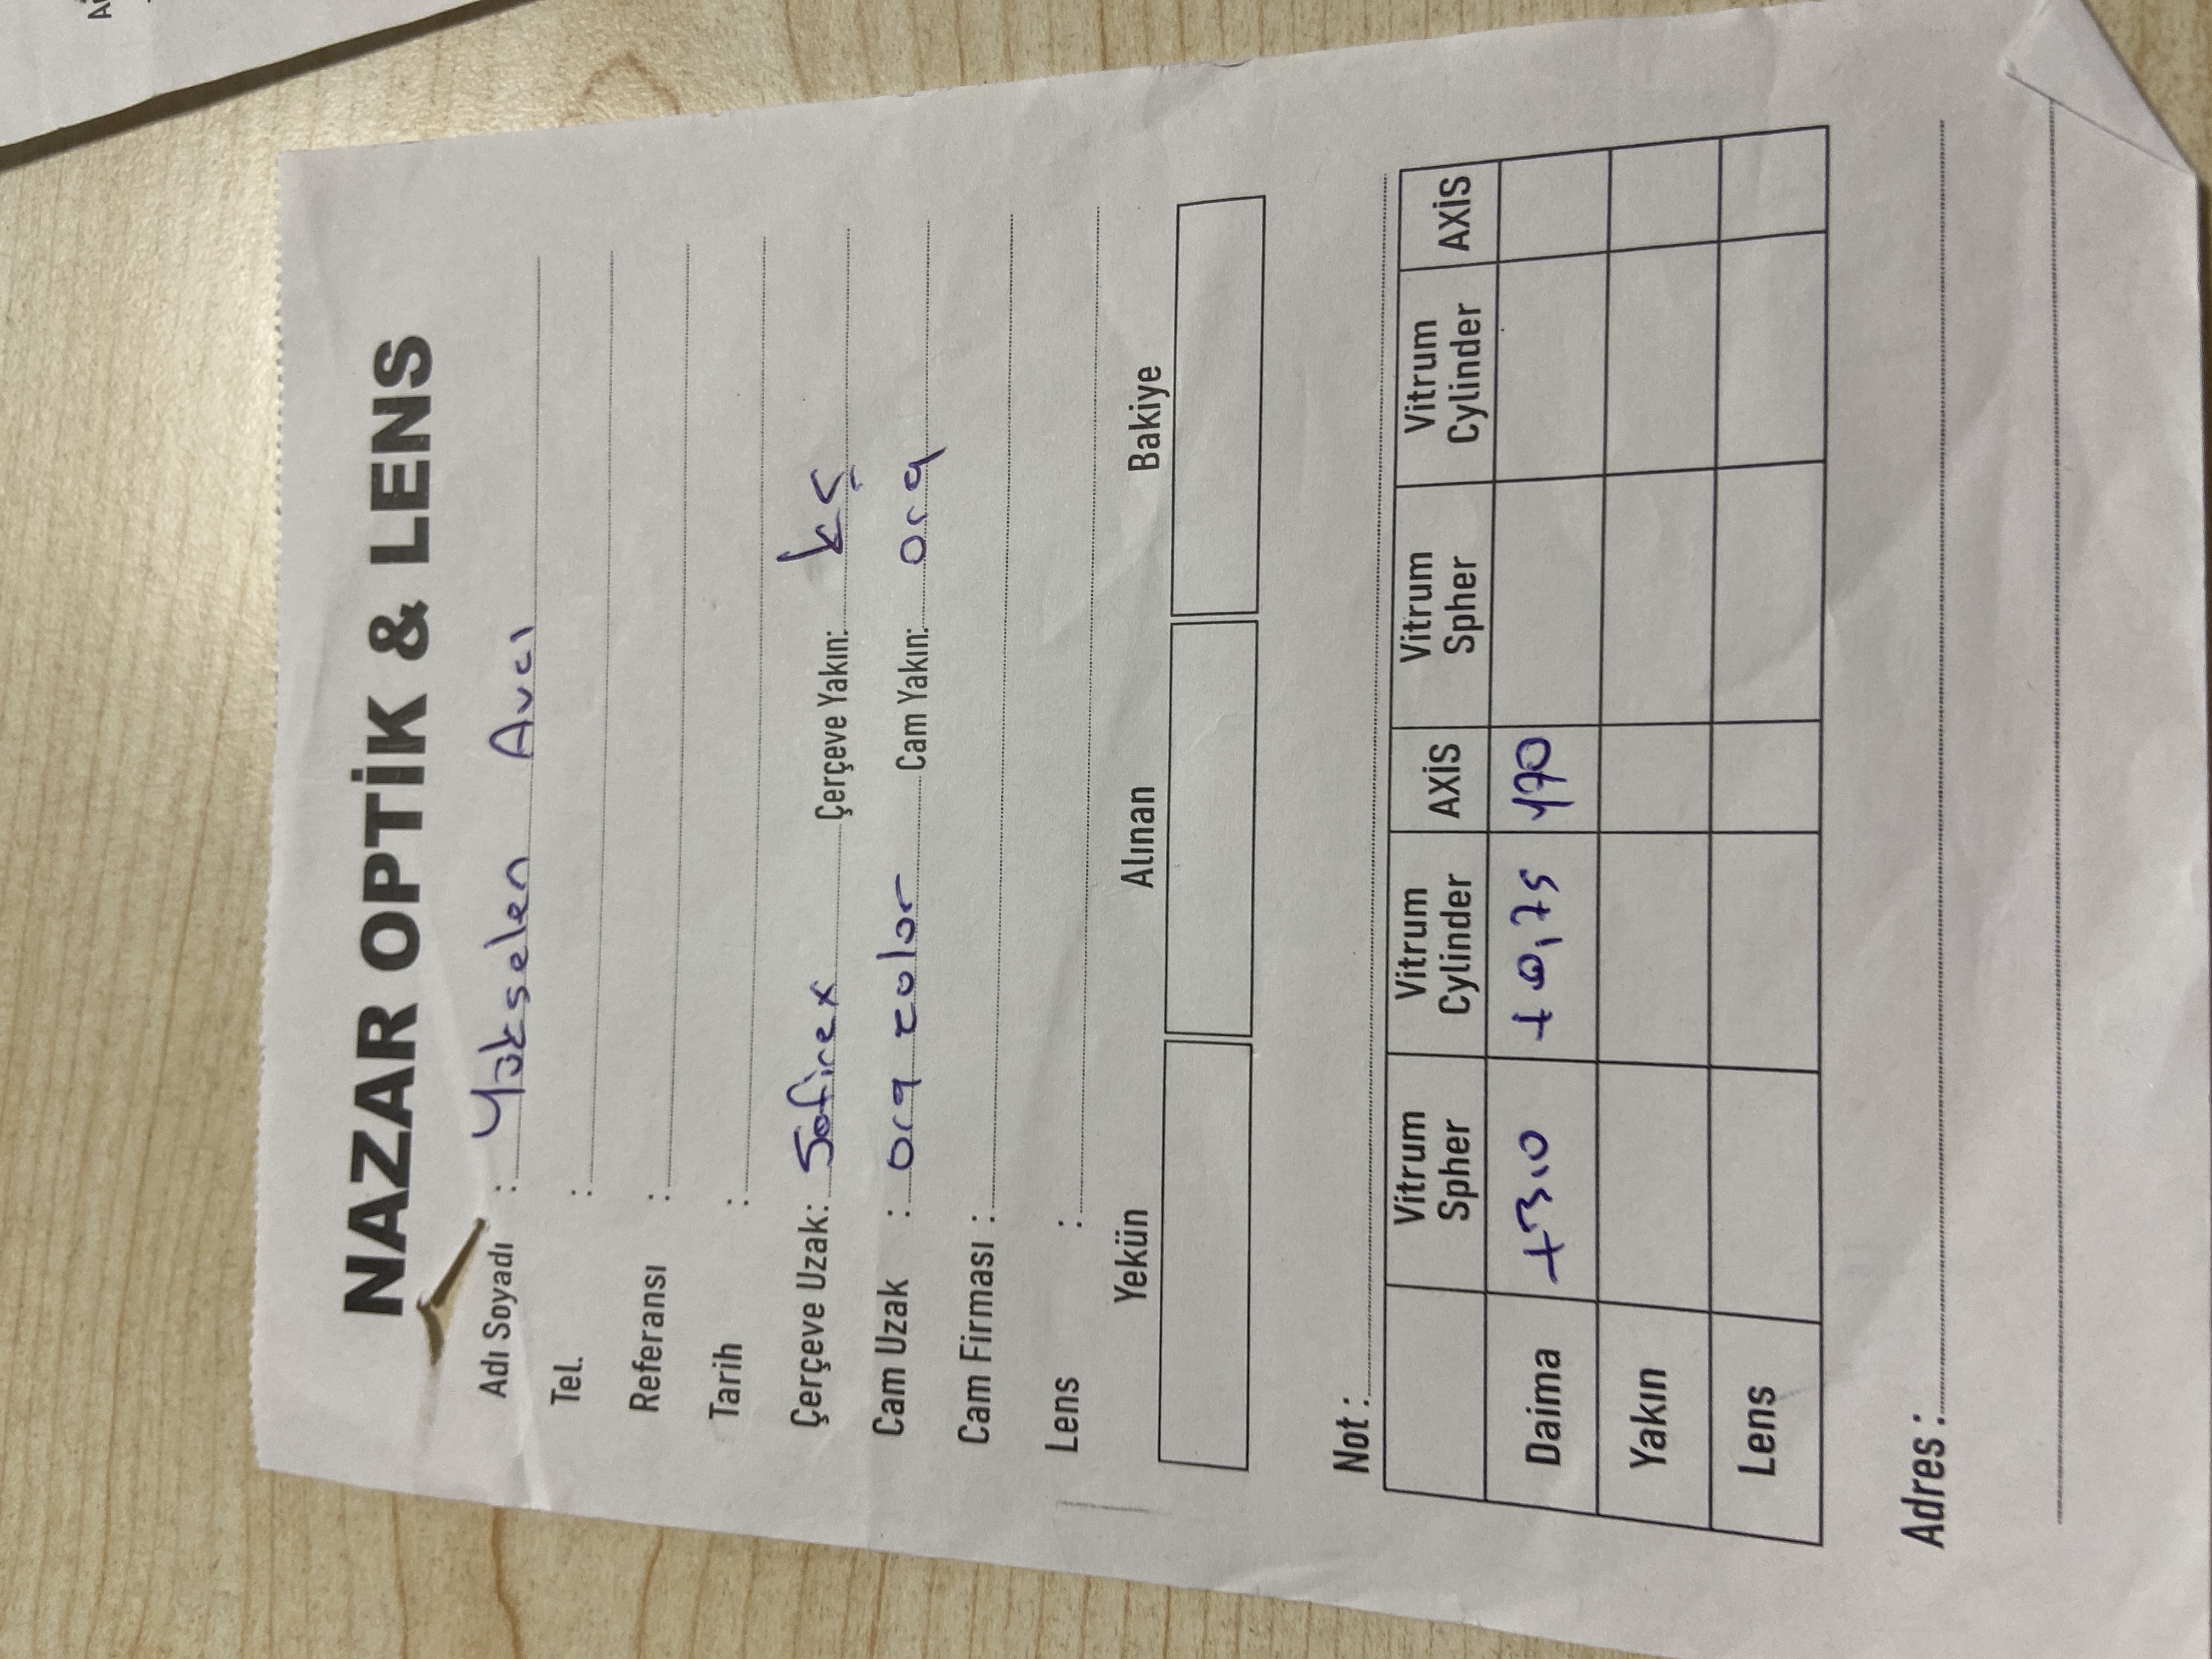 NAZAR OPTİK & LENS
Adı Soyadı : Yükselen Avcı
Tel. :
Referansı :
Tarih :
Çerçeve Uzak: Safirex Çerçeve Yakın: kç
Cam Uzak : org color Cam Yakın: org
Cam Firması :
Lens :
Yekün Alınan Bakiye
Not :
Vitrum Spher Vitrum Cylinder AXİS Vitrum Spher Vitrum Cylinder AXİS
Daima +3,0 +0,75 170
Yakın
Lens
Adres :